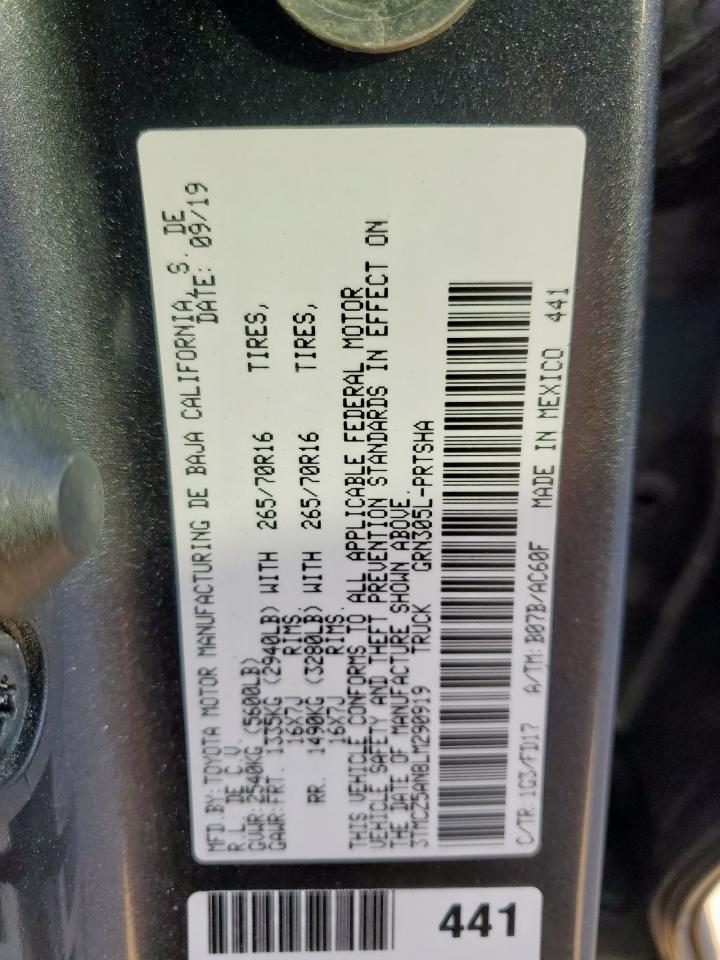 MFD.BY: TOYOTA MOTOR MANUFACTURING DE BAJA CALIFORNIA, S. DE
R.L. DE C.V. DATE: 09/19
GVWR: 2540KG (5600LB)
GAWR:FRT. 1335KG (2940LB) WITH 265/70R16 TIRES,
16X7J RIMS.
RR. 1490KG (3280LB) WITH 265/70R16 TIRES,
16X7J RIMS.
THIS VEHICLE CONFORMS TO ALL APPLICABLE FEDERAL MOTOR
VEHICLE SAFETY AND THEFT PREVENTION STANDARDS IN EFFECT ON
THE DATE OF MANUFACTURE SHOWN ABOVE.
3TMCZ5AN8LM290919 TRUCK GRN305L-PRTSHA
C/TR: 1G3/FD17 A/TM: B07B/AC60F MADE IN MEXICO 441
441